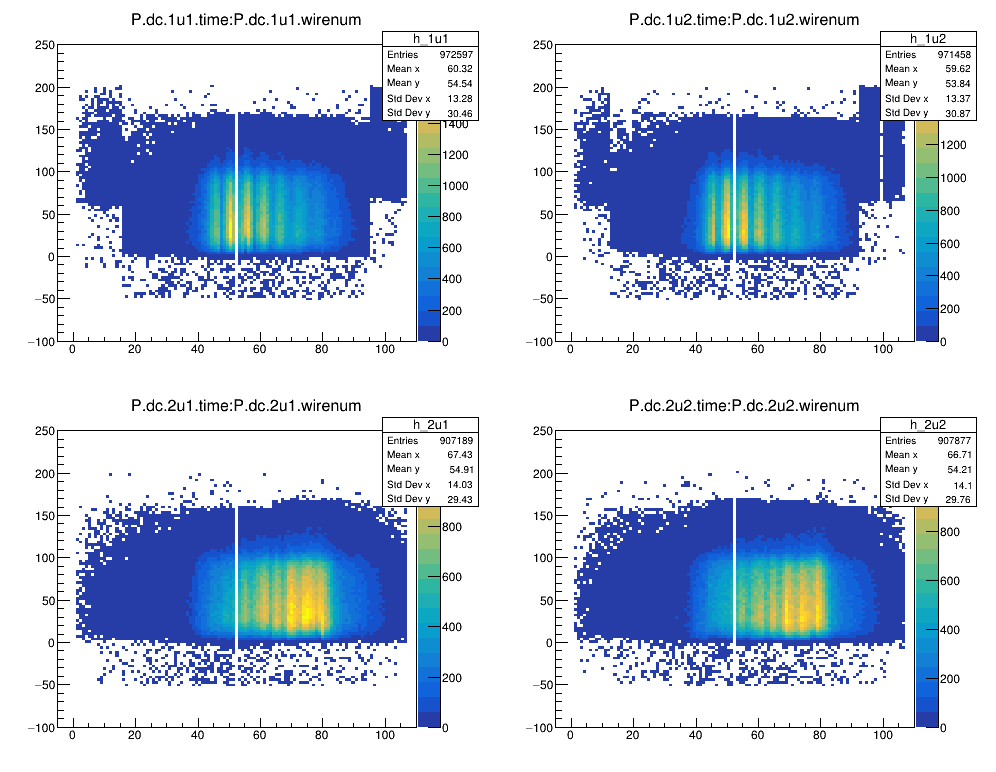 P.dc.1u1.time:P.dc.1u1.wirenum
h_1u1
Entries 972597
Mean x 60.32
Mean y 54.54
Std Dev x 13.28
Std Dev y 30.46
250
200
150
100
50
0
−50
−100
0 20 40 60 80 100
1400
1200
1000
800
600
400
200
0
P.dc.1u2.time:P.dc.1u2.wirenum
h_1u2
Entries 971458
Mean x 59.62
Mean y 53.84
Std Dev x 13.37
Std Dev y 30.87
250
200
150
100
50
0
−50
−100
0 20 40 60 80 100
1200
1000
800
600
400
200
0
P.dc.2u1.time:P.dc.2u1.wirenum
h_2u1
Entries 907189
Mean x 67.43
Mean y 54.91
Std Dev x 14.03
Std Dev y 29.43
250
200
150
100
50
0
−50
−100
0 20 40 60 80 100
800
600
400
200
0
P.dc.2u2.time:P.dc.2u2.wirenum
h_2u2
Entries 907877
Mean x 66.71
Mean y 54.21
Std Dev x 14.1
Std Dev y 29.76
250
200
150
100
50
0
−50
−100
0 20 40 60 80 100
800
600
400
200
0